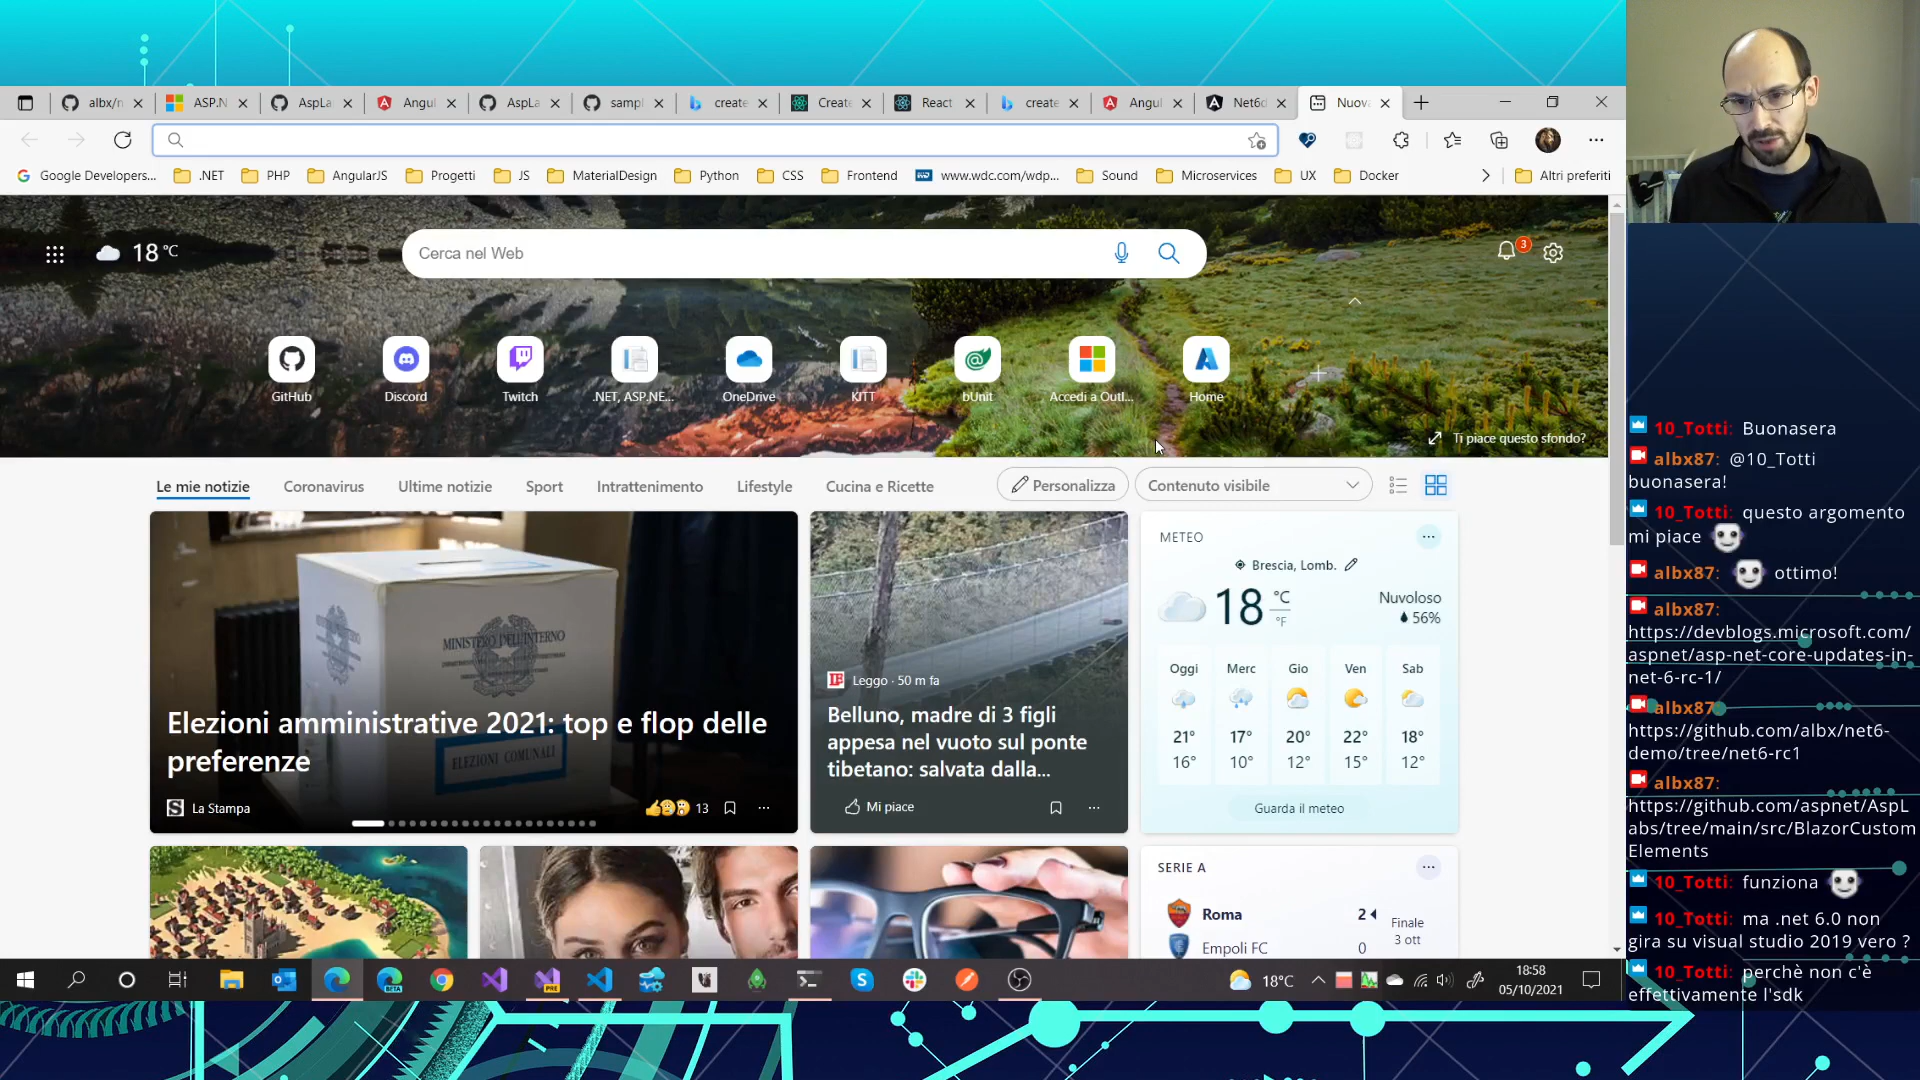 albx/n
ASP.N
AspLa
Angul
AspLa
sampl
create
Create
React
create
Angul
Net6d
Nuov
Google Developers...
.NET
PHP
AngularJS
Progetti
JS
MaterialDesign
Python
CSS
Frontend
www.wdc.com/wdp...
Sound
Microservices
UX
Docker
Altri preferiti
18 °C
Cerca nel Web
3
GitHub
Discord
Twitch
.NET, ASP.NE...
OneDrive
KITT
bUnit
Accedi a Outl...
Home
Ti piace questo sfondo?
Le mie notizie
Coronavirus
Ultime notizie
Sport
Intrattenimento
Lifestyle
Cucina e Ricette
Personalizza
Contenuto visibile
MINISTERO DELL'INTERNO
ELEZIONI COMUNALI
Elezioni amministrative 2021: top e flop delle
preferenze
La Stampa
13
Leggo · 50 m fa
Belluno, madre di 3 figli
appesa nel vuoto sul ponte
tibetano: salvata dalla...
Mi piace
METEO
Brescia, Lomb.
18 °C
°F
Nuvoloso
56%
Oggi Merc Gio Ven Sab
21° 17° 20° 22° 18°
16° 10° 12° 15° 12°
Guarda il meteo
SERIE A
Roma 2
Finale
3 ott
Empoli FC 0
BETA
PRE
18°C
18:58
05/10/2021
10_Totti: Buonasera
albx87: @10_Totti
buonasera!
10_Totti: questo argomento
mi piace
albx87: ottimo!
albx87:
https://devblogs.microsoft.com/
aspnet/asp-net-core-updates-in-
net-6-rc-1/
albx87:
https://github.com/albx/net6-
demo/tree/net6-rc1
albx87:
https://github.com/aspnet/AspL
abs/tree/main/src/BlazorCustom
Elements
10_Totti: funziona
10_Totti: ma .net 6.0 non
gira su visual studio 2019 vero ?
10_Totti: perchè non c'è
effettivamente l'sdk